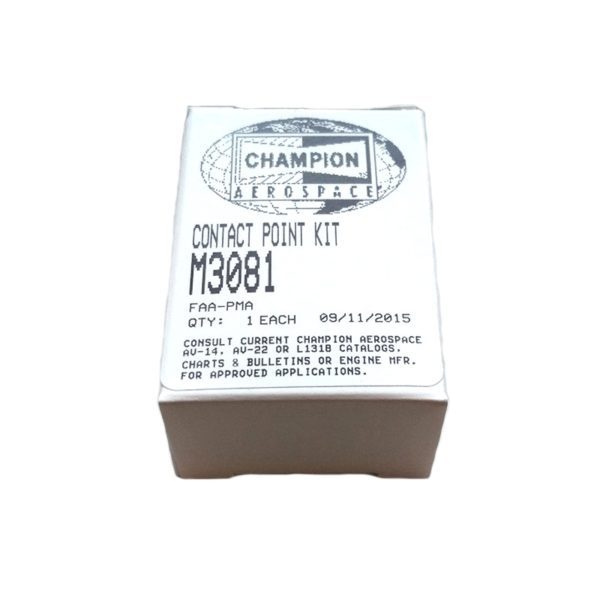 CHAMPION
AEROSPACE
CONTACT POINT KIT
M3081
FAA-PMA
QTY: 1 EACH 09/11/2015
CONSULT CURRENT CHAMPION AEROSPACE
AV-14, AV-22 OR L1318 CATALOGS.
CHARTS & BULLETINS OR ENGINE MFR.
FOR APPROVED APPLICATIONS.